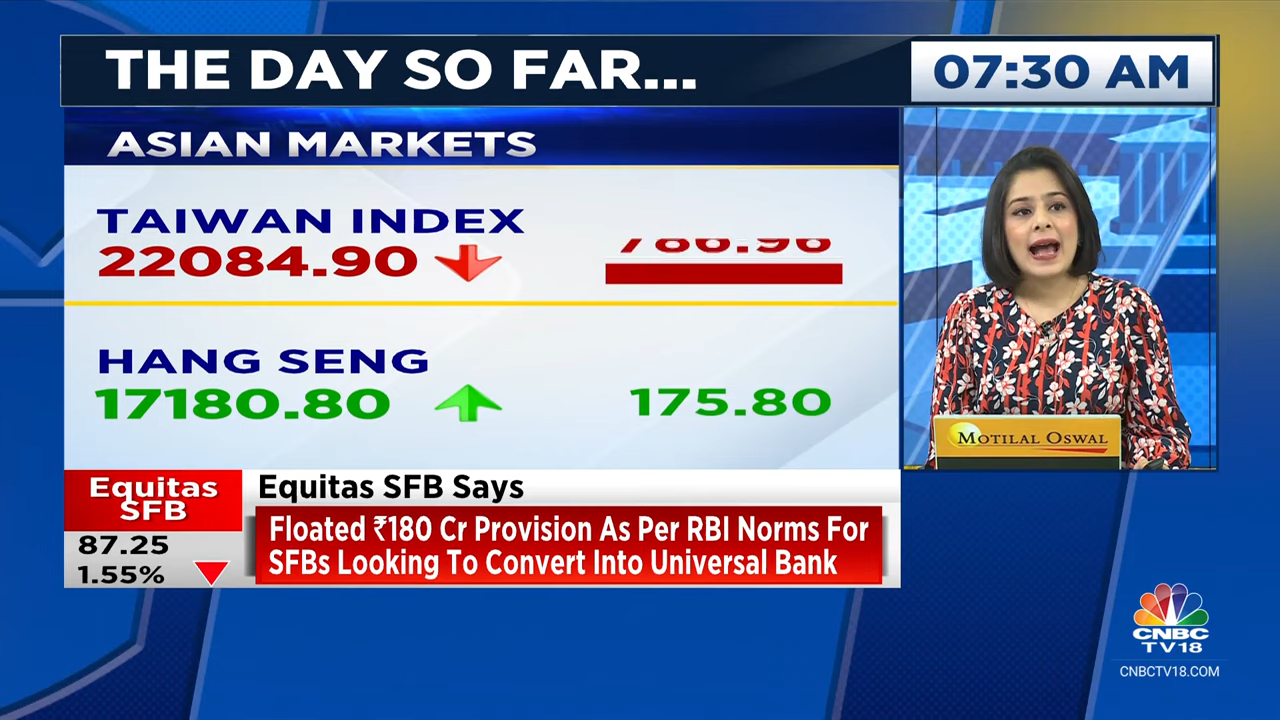 THE DAY SO FAR...
07:30 AM
ASIAN MARKETS
TAIWAN INDEX
22084.90
HANG SENG
17180.80
175.80
MOTILAL OSWAL
Equitas
SFB
87.25
1.55%
Equitas SFB Says
Floated ₹180 Cr Provision As Per RBI Norms For
SFBs Looking To Convert Into Universal Bank
CNBC
TV18
CNBCTV18.COM